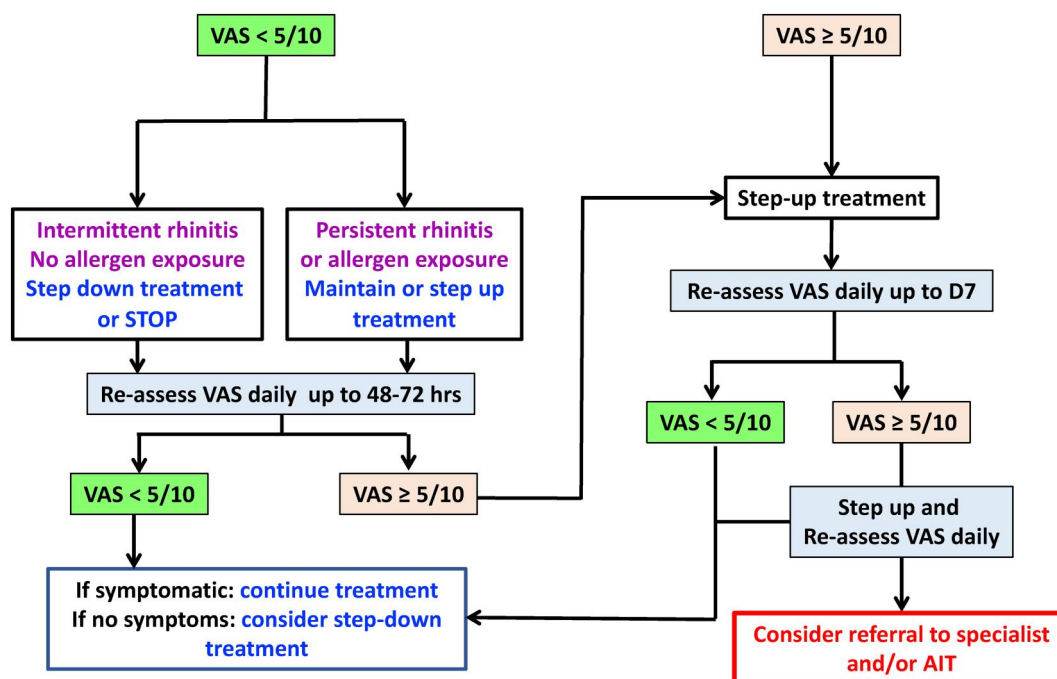 VAS < 5/10
VAS ≥ 5/10
Intermittent rhinitis
No allergen exposure
Step down treatment
or STOP
Persistent rhinitis
or allergen exposure
Maintain or step up
treatment
Step-up treatment
Re-assess VAS daily up to D7
Re-assess VAS daily up to 48-72 hrs
VAS < 5/10
VAS ≥ 5/10
VAS < 5/10
VAS ≥ 5/10
Step up and
Re-assess VAS daily
If symptomatic: continue treatment
If no symptoms: consider step-down
treatment
Consider referral to specialist
and/or AIT